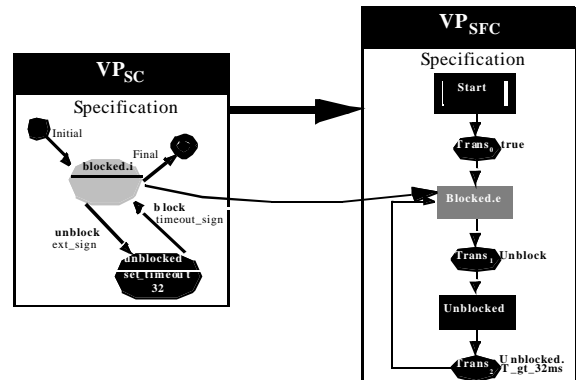 VPSC
Specification
Initial
Final
blocked.i
block
timeout_sign
unblock
ext_sign
unblocked
set_timeout
32
VPSFC
Specification
Start
Trans0 true
Blocked.e
Trans1 Unblock
Unblocked
Trans2 Unblocked.
T_gt_32ms